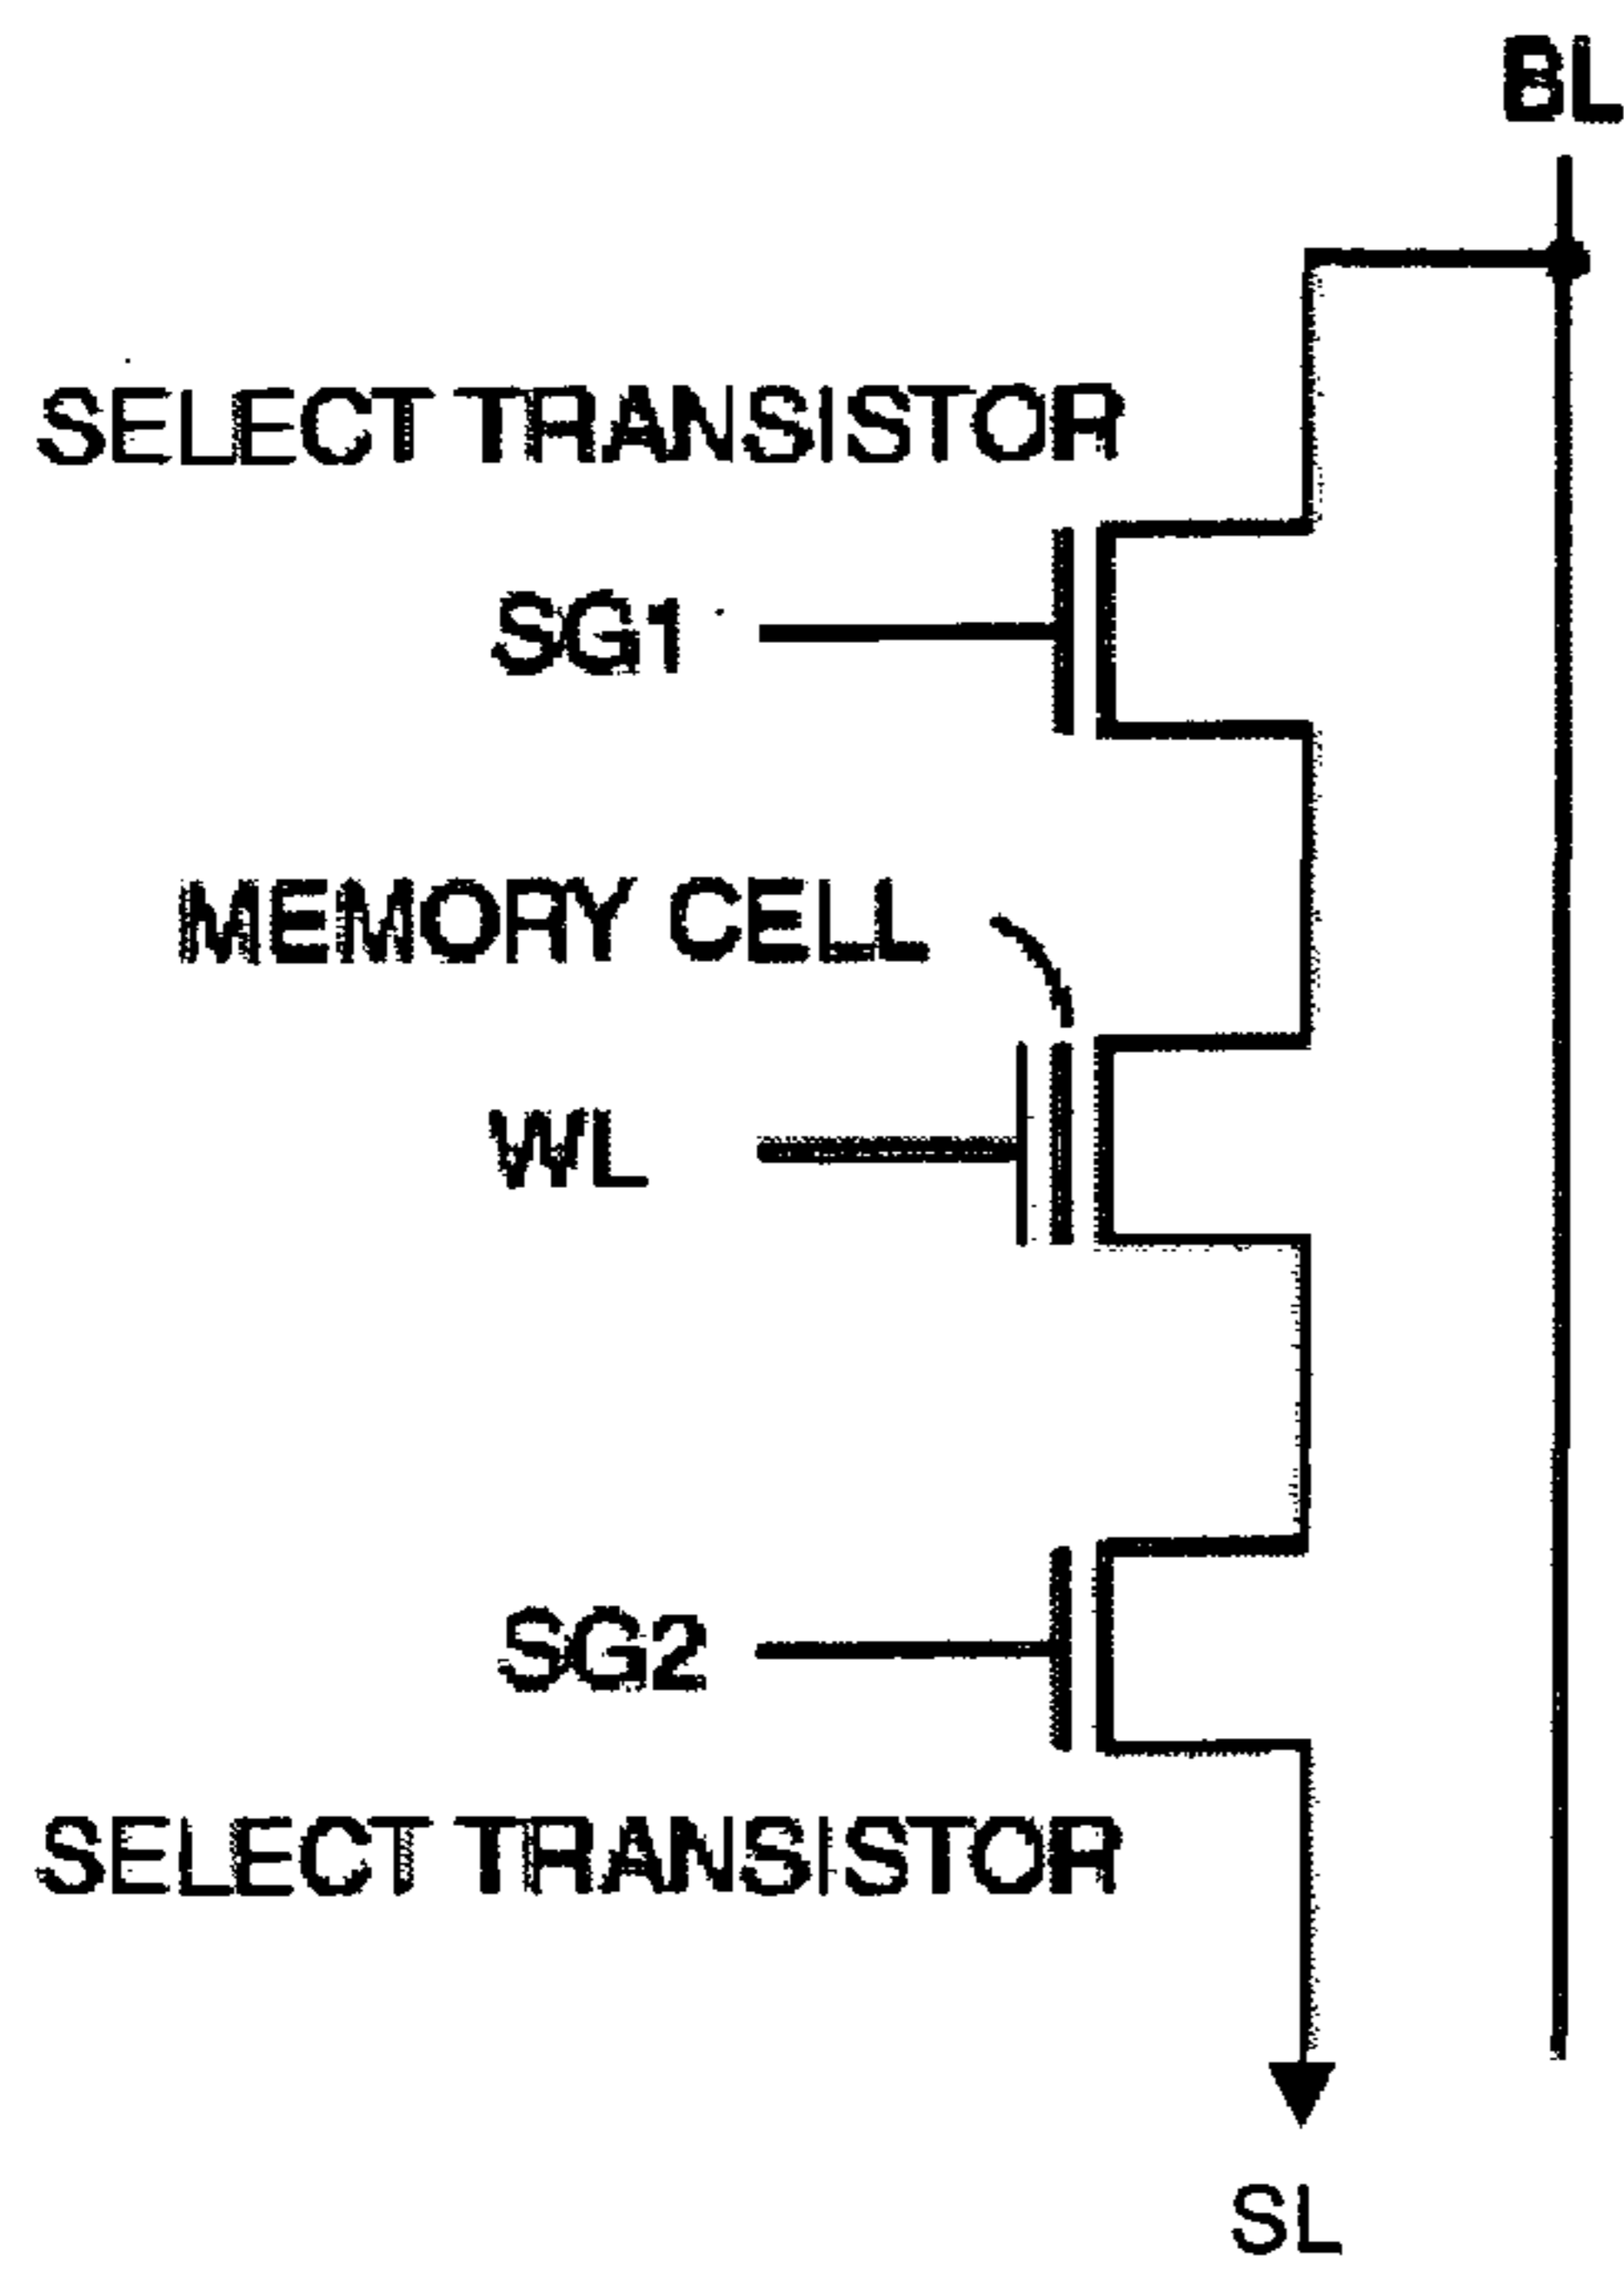 BL
SELECT TRANSISTOR
SG1
MEMORY CELL
WL
SG2
SELECT TRANSISTOR
SL